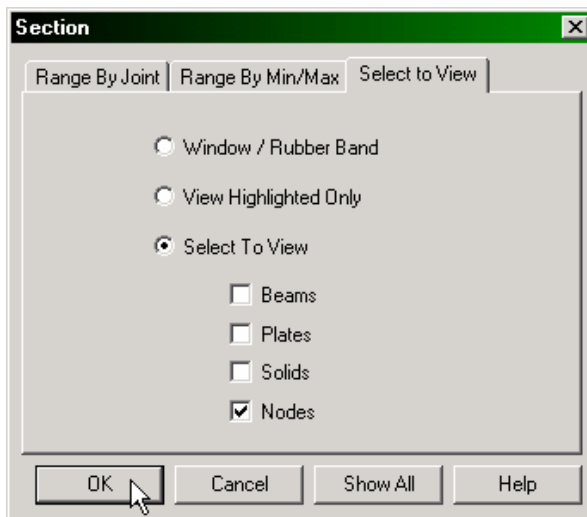 Section
Range By Joint Range By Min/Max Select to View
Window / Rubber Band
View Highlighted Only
Select To View
Beams
Plates
Solids
Nodes
OK Cancel Show All Help